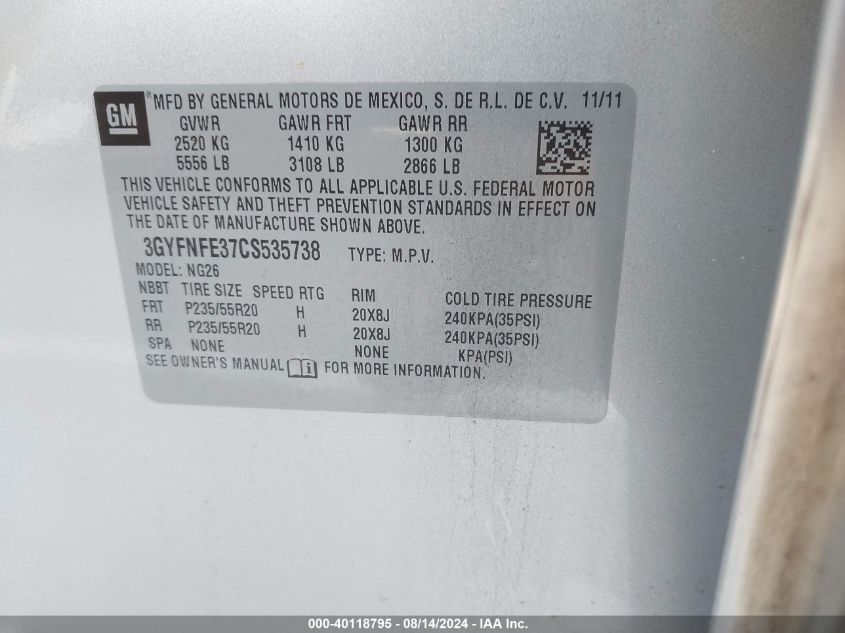 GM ® MFD BY GENERAL MOTORS DE MEXICO, S. DE R.L. DE C.V. 11/11
GVWR GAWR FRT GAWR RR
2520 KG 1410 KG 1300 KG
5556 LB 3108 LB 2866 LB
THIS VEHICLE CONFORMS TO ALL APPLICABLE U.S. FEDERAL MOTOR
VEHICLE SAFETY AND THEFT PREVENTION STANDARDS IN EFFECT ON
THE DATE OF MANUFACTURE SHOWN ABOVE.
3GYFNFE37CS535738 TYPE: M.P.V.
MODEL: NG26
NBBT TIRE SIZE SPEED RTG RIM COLD TIRE PRESSURE
FRT P235/55R20 H 20X8J 240KPA(35PSI)
RR P235/55R20 H 20X8J 240KPA(35PSI)
SPA NONE NONE KPA(PSI)
SEE OWNER'S MANUAL i FOR MORE INFORMATION.
000-40118795 - 08/14/2024 - IAA Inc.